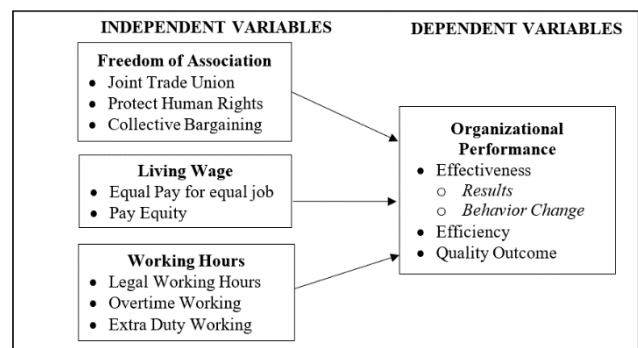 INDEPENDENT VARIABLES
DEPENDENT VARIABLES
Freedom of Association
• Joint Trade Union
• Protect Human Rights
• Collective Bargaining
Living Wage
• Equal Pay for equal job
• Pay Equity
Working Hours
• Legal Working Hours
• Overtime Working
• Extra Duty Working
Organizational
Performance
• Effectiveness
o Results
o Behavior Change
• Efficiency
• Quality Outcome